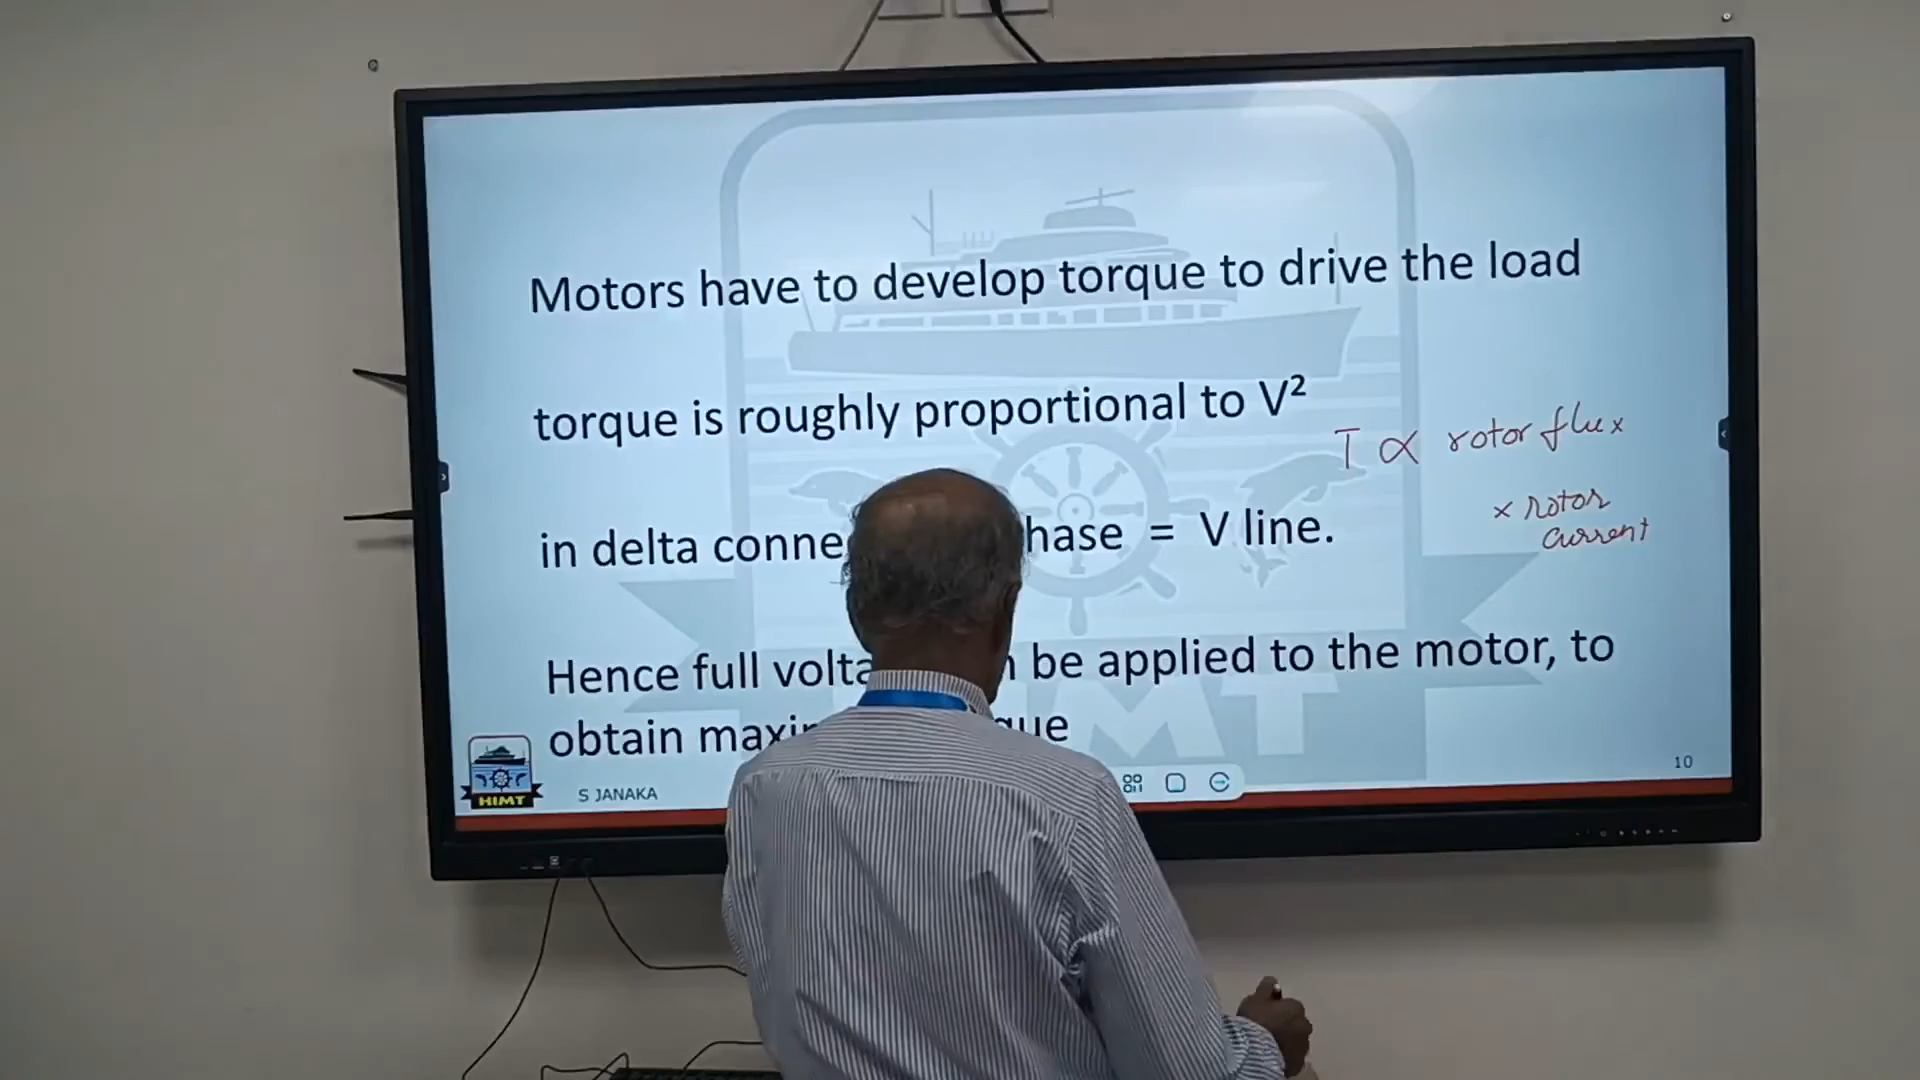 Motors have to develop torque to drive the load
torque is roughly proportional to V²
T ∝ rotor flux
× rotor
current
in delta conne hase = V line.
Hence full volta be applied to the motor, to
obtain maxi que
HIMT
10
HIMT
S JANAKA